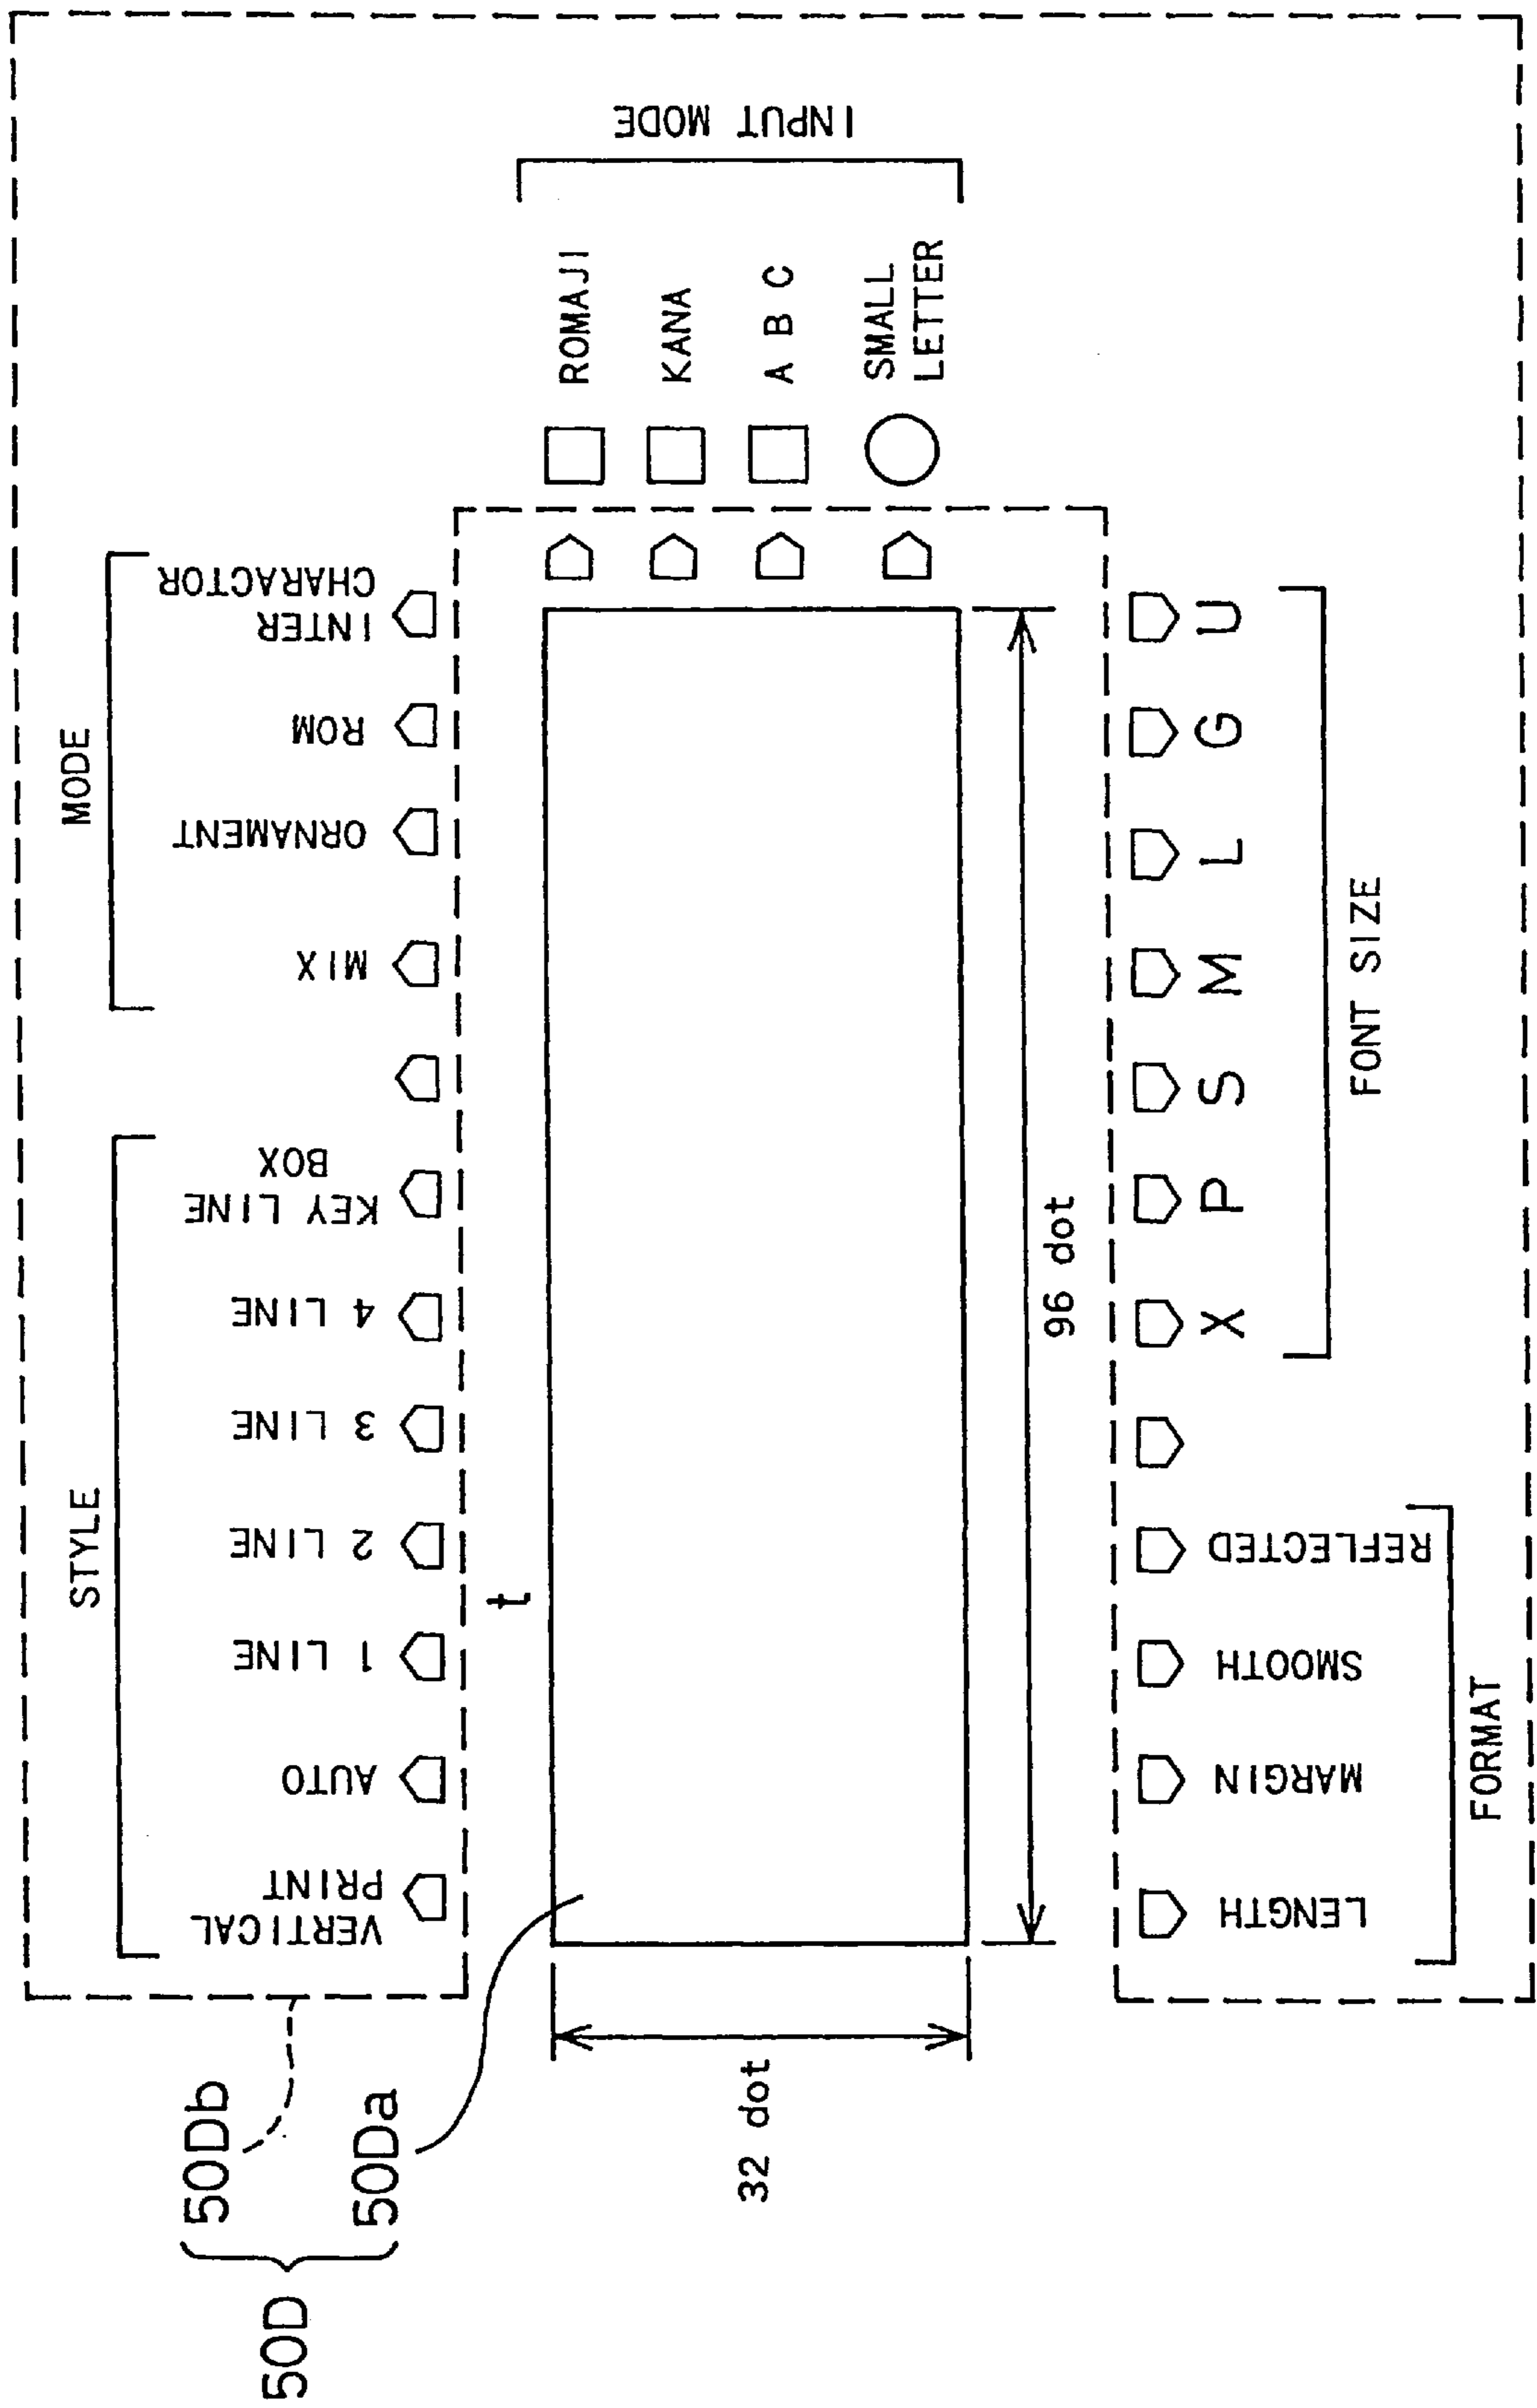 50D
50Db
50Da
STYLE
MODE
VERTICAL
PRINT
AUTO
1 LINE
2 LINE
3 LINE
4 LINE
KEY LINE
BOX
MIX
ORNAMENT
ROM
INTER
CHARACTOR
t
32 dot
96 dot
ROMAJI
KANA
A B C
SMALL
LETTER
INPUT MODE
LENGTH
MARGIN
SMOOTH
REFLECTED
X
P
S
M
L
G
U
FORMAT
FONT SIZE